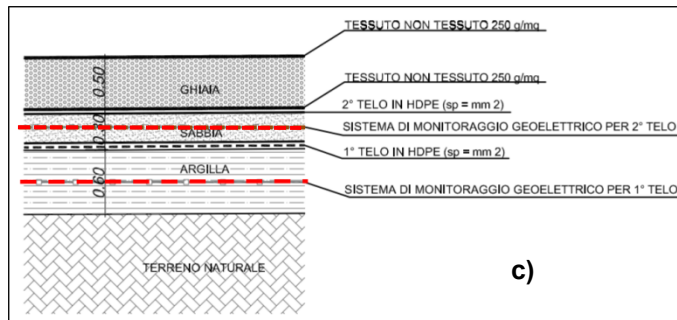 TESSUTO NON TESSUTO 250 g/mq
0.50
GHIAIA
TESSUTO NON TESSUTO 250 g/mq
2° TELO IN HDPE (sp = mm 2)
SISTEMA DI MONITORAGGIO GEOELETTRICO PER 2° TELO
SABBIA
1° TELO IN HDPE (sp = mm 2)
ARGILLA
0.60
SISTEMA DI MONITORAGGIO GEOELETTRICO PER 1° TELO
TERRENO NATURALE
c)